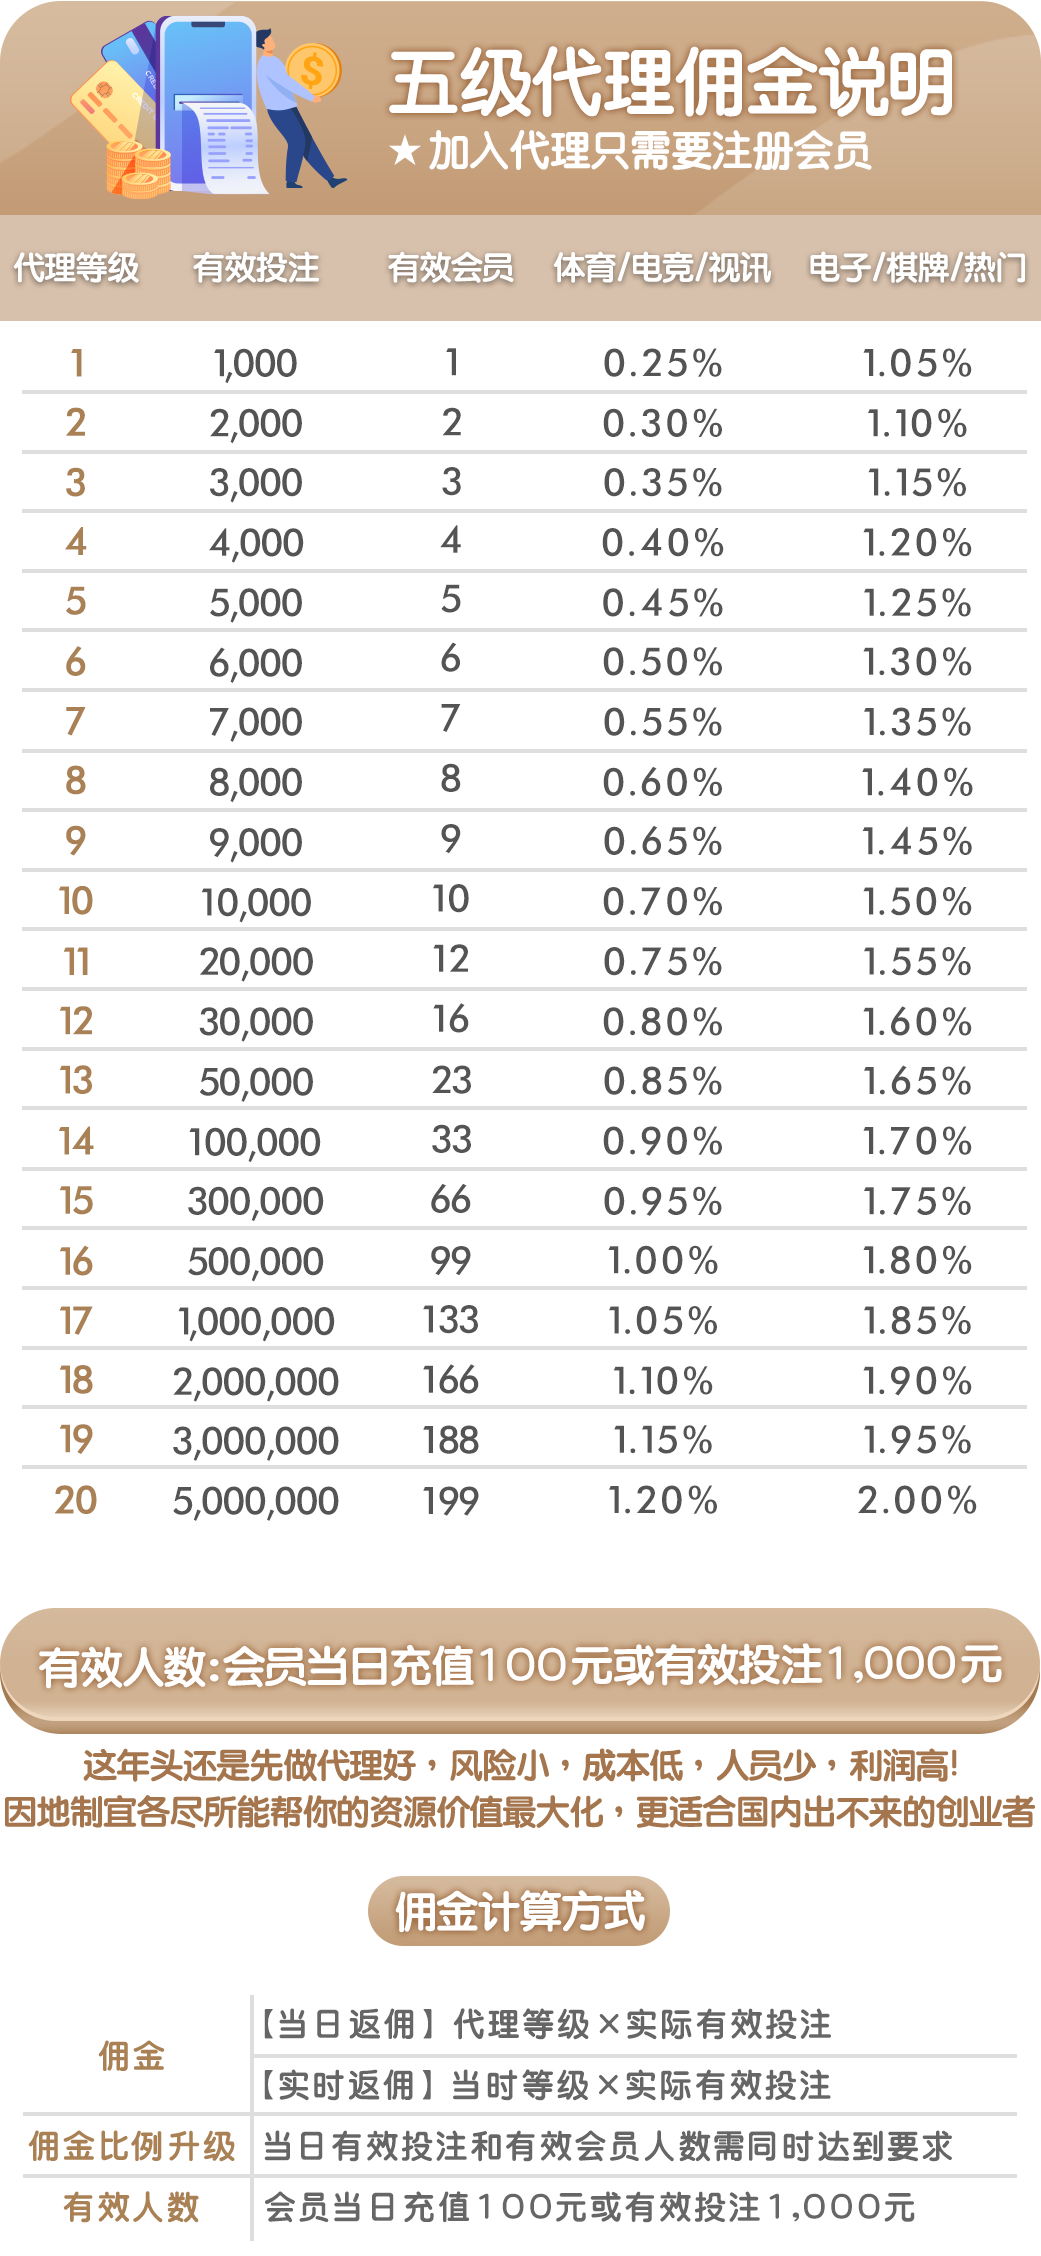 五级代理佣金说明
★加入代理只需要注册会员
代理等级 有效投注 有效会员 体育/电竞/视讯 电子/棋牌/热门
1 1,000 1 0.25% 1.05%
2 2,000 2 0.30% 1.10%
3 3,000 3 0.35% 1.15%
4 4,000 4 0.40% 1.20%
5 5,000 5 0.45% 1.25%
6 6,000 6 0.50% 1.30%
7 7,000 7 0.55% 1.35%
8 8,000 8 0.60% 1.40%
9 9,000 9 0.65% 1.45%
10 10,000 10 0.70% 1.50%
11 20,000 12 0.75% 1.55%
12 30,000 16 0.80% 1.60%
13 50,000 23 0.85% 1.65%
14 100,000 33 0.90% 1.70%
15 300,000 66 0.95% 1.75%
16 500,000 99 1.00% 1.80%
17 1,000,000 133 1.05% 1.85%
18 2,000,000 166 1.10% 1.90%
19 3,000,000 188 1.15% 1.95%
20 5,000,000 199 1.20% 2.00%
有效人数:会员当日充值100元或有效投注1,000元
这年头还是先做代理好，风险小，成本低，人员少，利润高!
因地制宜各尽所能帮你的资源价值最大化，更适合国内出不来的创业者
佣金计算方式
佣金
【当日返佣】代理等级×实际有效投注
【实时返佣】当时等级×实际有效投注
佣金比例升级 当日有效投注和有效会员人数需同时达到要求
有效人数 会员当日充值100元或有效投注1,000元